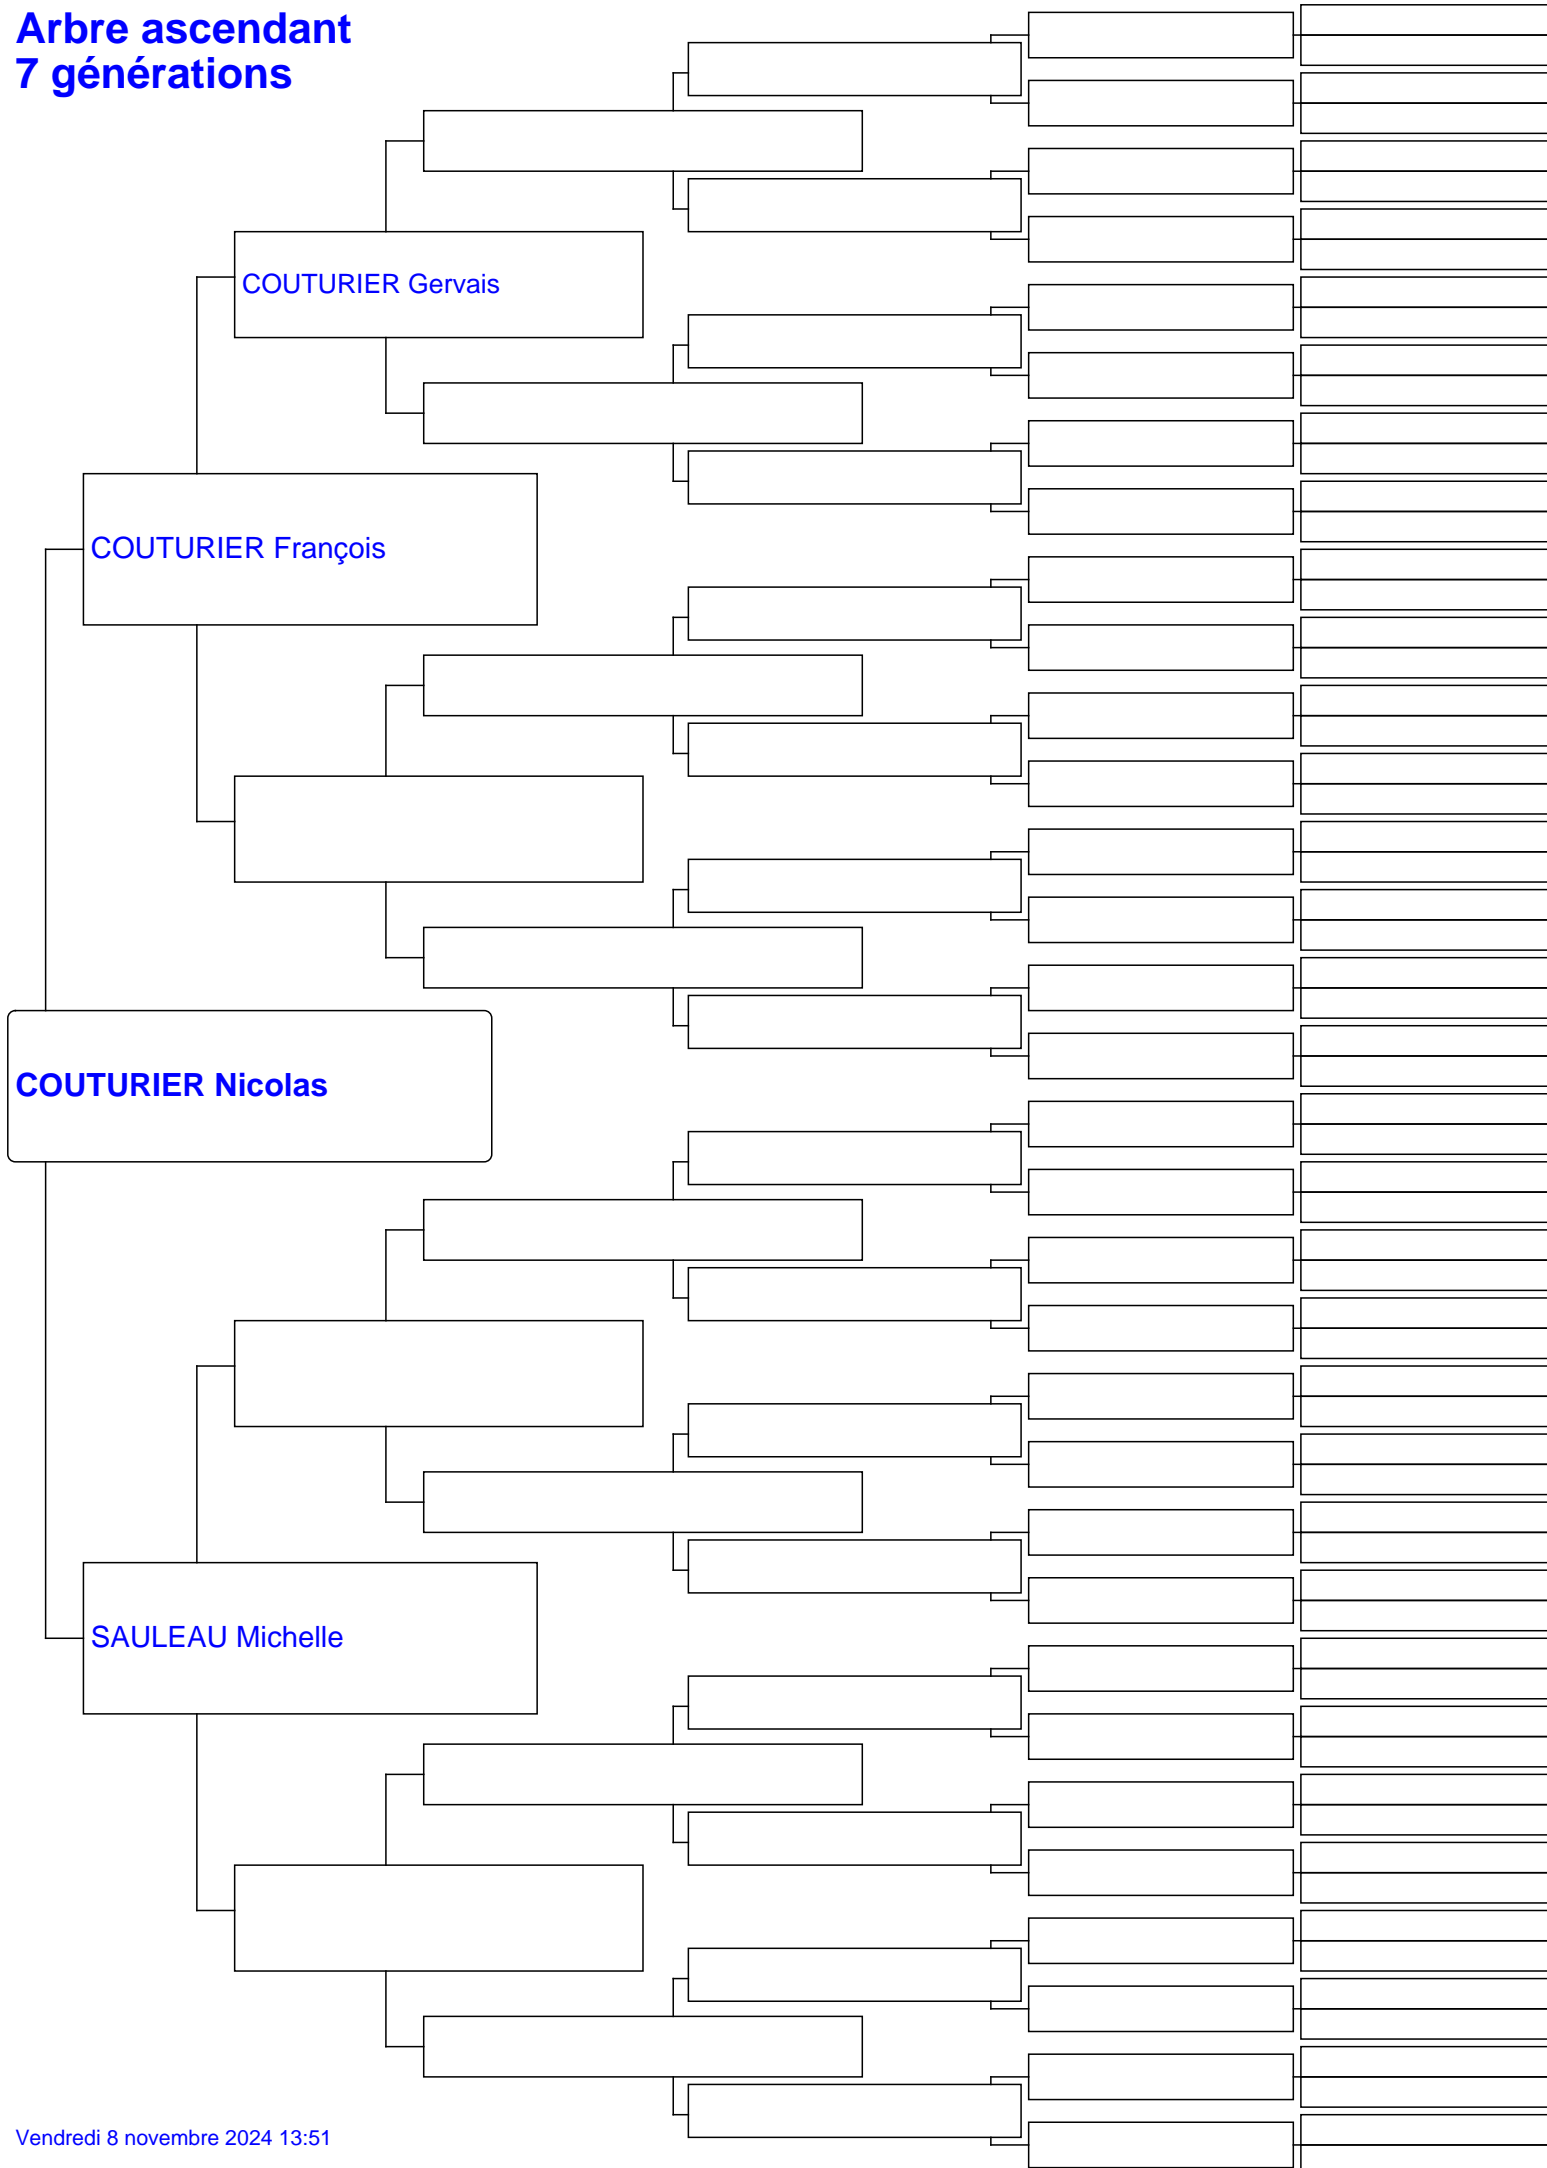 Arbre ascendant
7 générations
COUTURIER Gervais
COUTURIER François
COUTURIER Nicolas
SAULEAU Michelle
Vendredi 8 novembre 2024 13:51